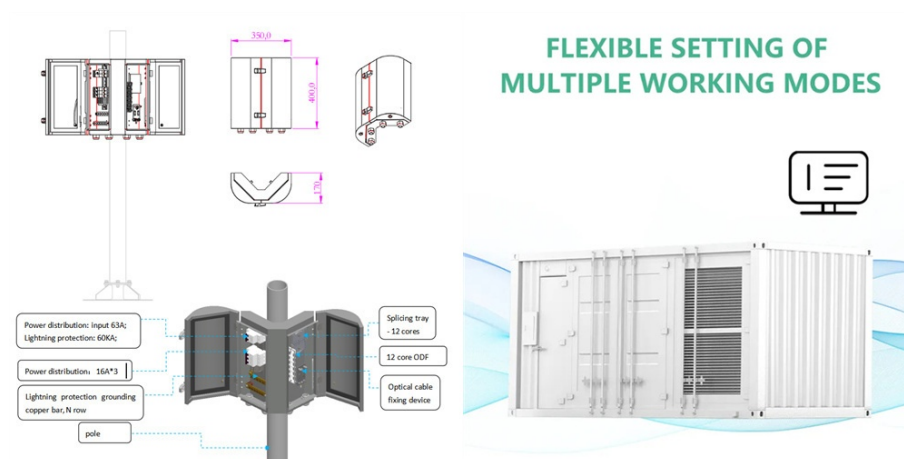 350,0
400,0
170
Power distribution: input 63A;
Lightning protection: 60KA;
Power distribution: 16A*3
Lightning protection grounding
copper bar, N row
pole
Splicing tray
- 12 cores
12 core ODF
Optical cable
fixing device
FLEXIBLE SETTING OF
MULTIPLE WORKING MODES